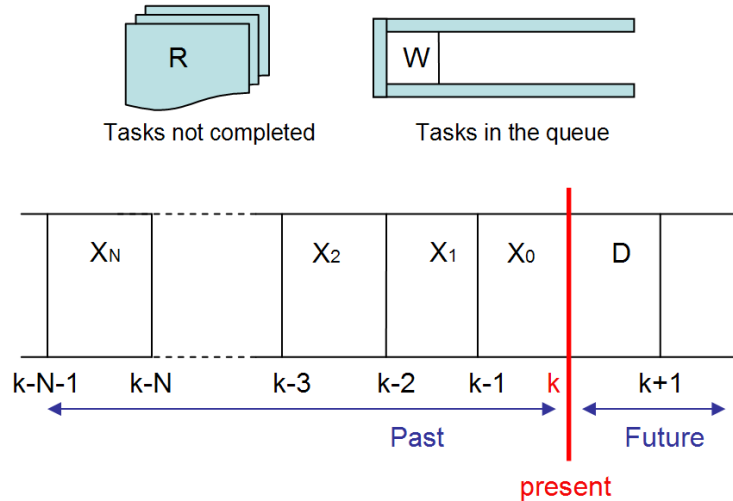 R
W
Tasks not completed
Tasks in the queue
XN
X2
X1
X0
D
k-N-1
k-N
k-3
k-2
k-1
k
k+1
Past
Future
present